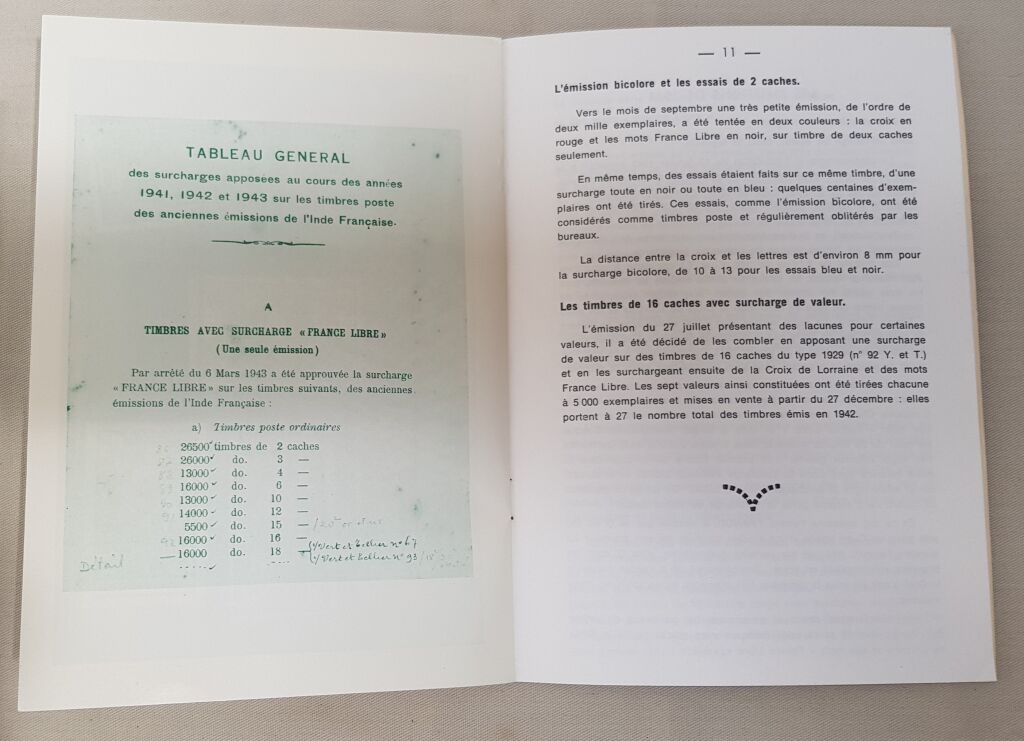 TABLEAU GENERAL
des surcharges apposées au cours des années
1941, 1942 et 1943 sur les timbres poste
des anciennes émissions de l'Inde Française.
A
TIMBRES AVEC SURCHARGE « FRANCE LIBRE »
(Une seule émission)
Par arrêté du 6 Mars 1943 a été approuvée la surcharge
« FRANCE LIBRE » sur les timbres suivants, des anciennes
émissions de l'Inde Française :
a) Timbres poste ordinaires
26500 timbres de 2 caches
26000 do. 3 —
13000 do. 4 —
16000 do. 6 —
13000 do. 10 —
14000 do. 12 —
5500 do. 15 —
92 16000 do. 16 — Yvert et Tellier n° 67
16000 do. 18 — Yvert et Tellier n° 93
Détail
— 11 —
L'émission bicolore et les essais de 2 caches.
Vers le mois de septembre une très petite émission, de l'ordre de
deux mille exemplaires, a été tentée en deux couleurs : la croix en
rouge et les mots France Libre en noir, sur timbre de deux caches
seulement.
En même temps, des essais étaient faits sur ce même timbre, d'une
surcharge toute en noir ou toute en bleu : quelques centaines d'exem-
plaires ont été tirés. Ces essais, comme l'émission bicolore, ont été
considérés comme timbres poste et régulièrement oblitérés par les
bureaux.
La distance entre la croix et les lettres est d'environ 8 mm pour
la surcharge bicolore, de 10 à 13 pour les essais bleu et noir.
Les timbres de 16 caches avec surcharge de valeur.
L'émission du 27 juillet présentant des lacunes pour certaines
valeurs, il a été décidé de les combler en apposant une surcharge
de valeur sur des timbres de 16 caches du type 1929 (n° 92 Y. et T.)
et en les surchargeant ensuite de la Croix de Lorraine et des mots
France Libre. Les sept valeurs ainsi constituées ont été tirées chacune
à 5 000 exemplaires et mises en vente à partir du 27 décembre : elles
portent à 27 le nombre total des timbres émis en 1942.